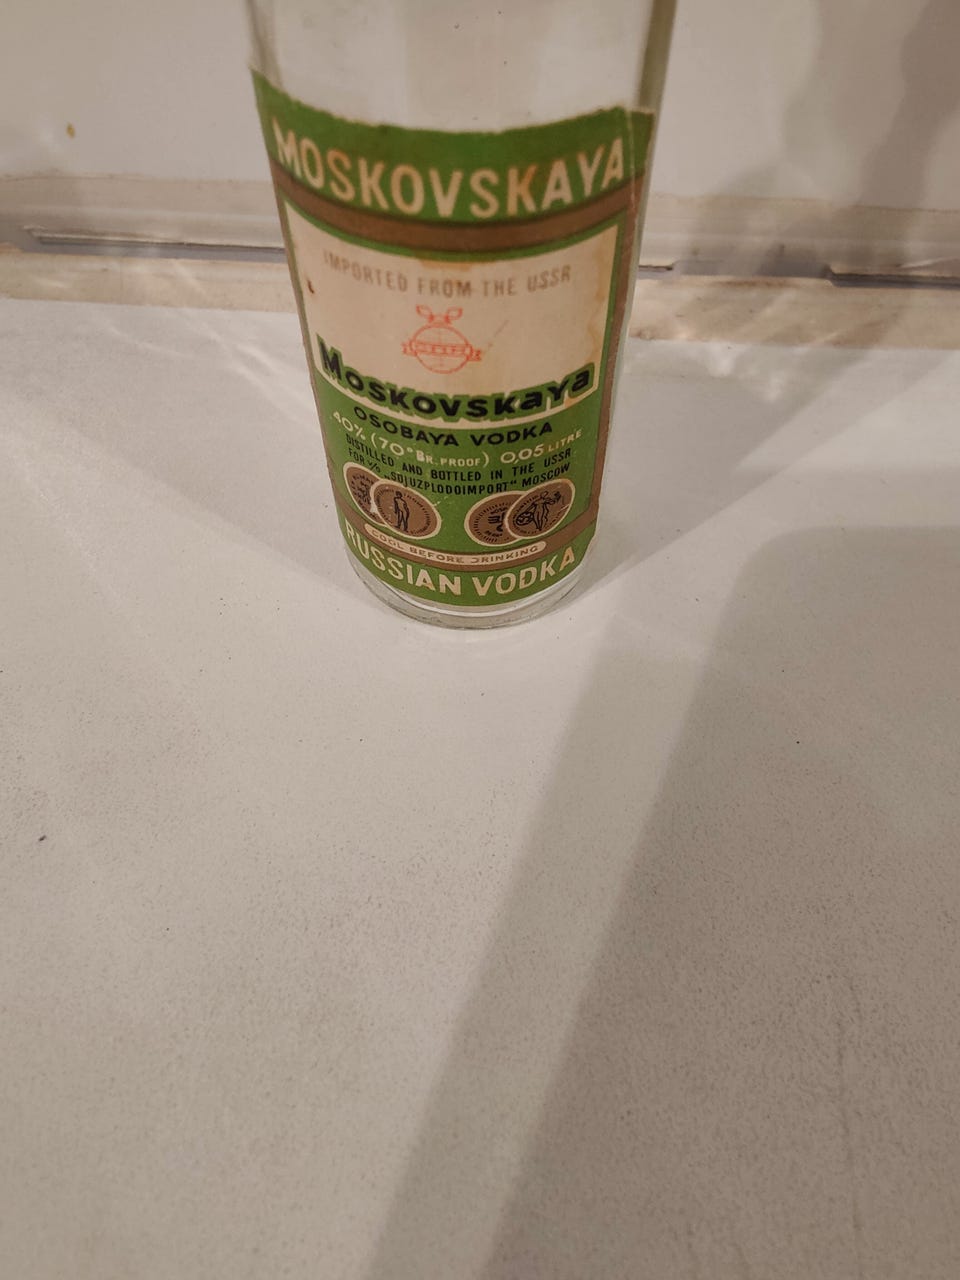 MOSKOVSKAYA
IMPORTED FROM THE USSR
Moskovskaya
OSOBAYA VODKA
40% (70° BR. PROOF) 0,05 LITRE
DISTILLED AND BOTTLED IN THE USSR
FOR V/O „SOJUZPLODOIMPORT“ MOSCOW
COOL BEFORE DRINKING
RUSSIAN VODKA